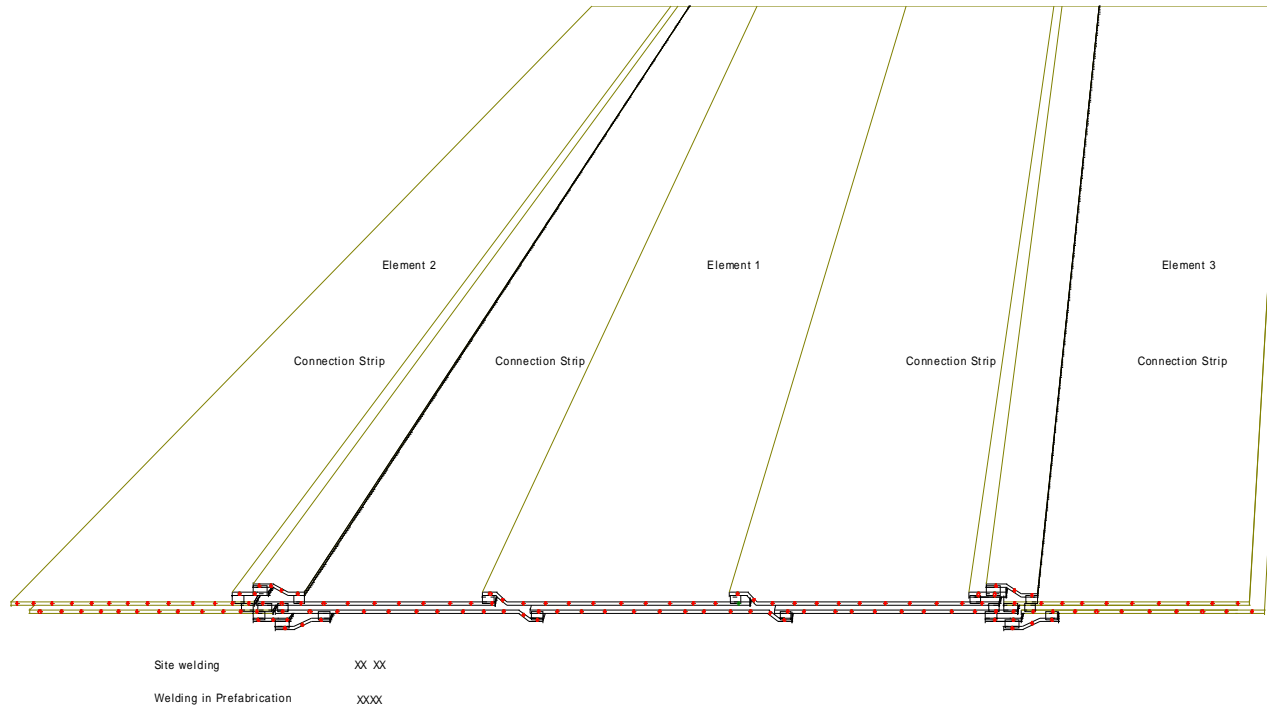 Element 2
Element 1
Element 3
Connection Strip
Connection Strip
Connection Strip
Connection Strip
Site welding XX XX
Welding in Prefabrication XXXX